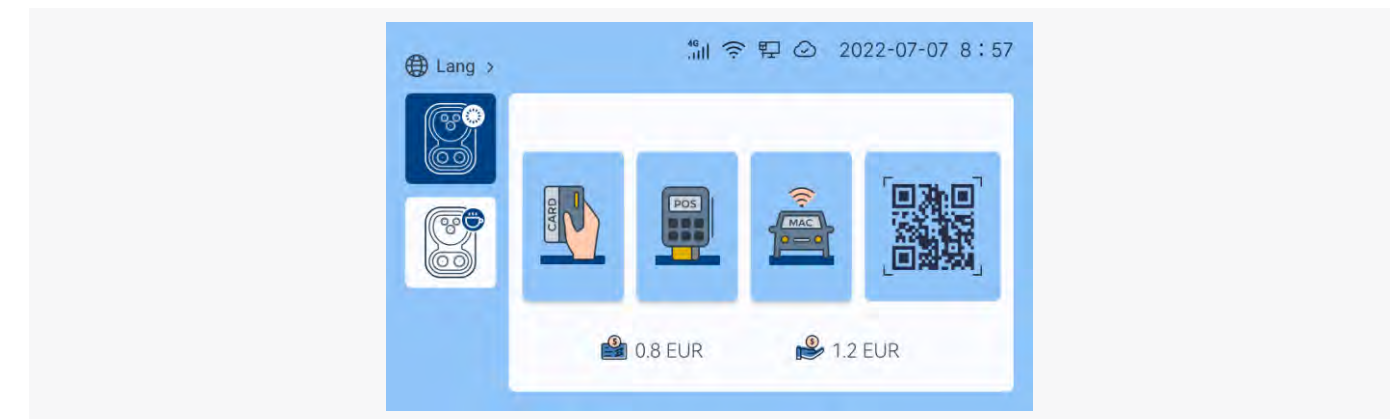 4G 2022-07-07 8 : 57
Lang >
CARD
POS
MAC
0.8 EUR
1.2 EUR